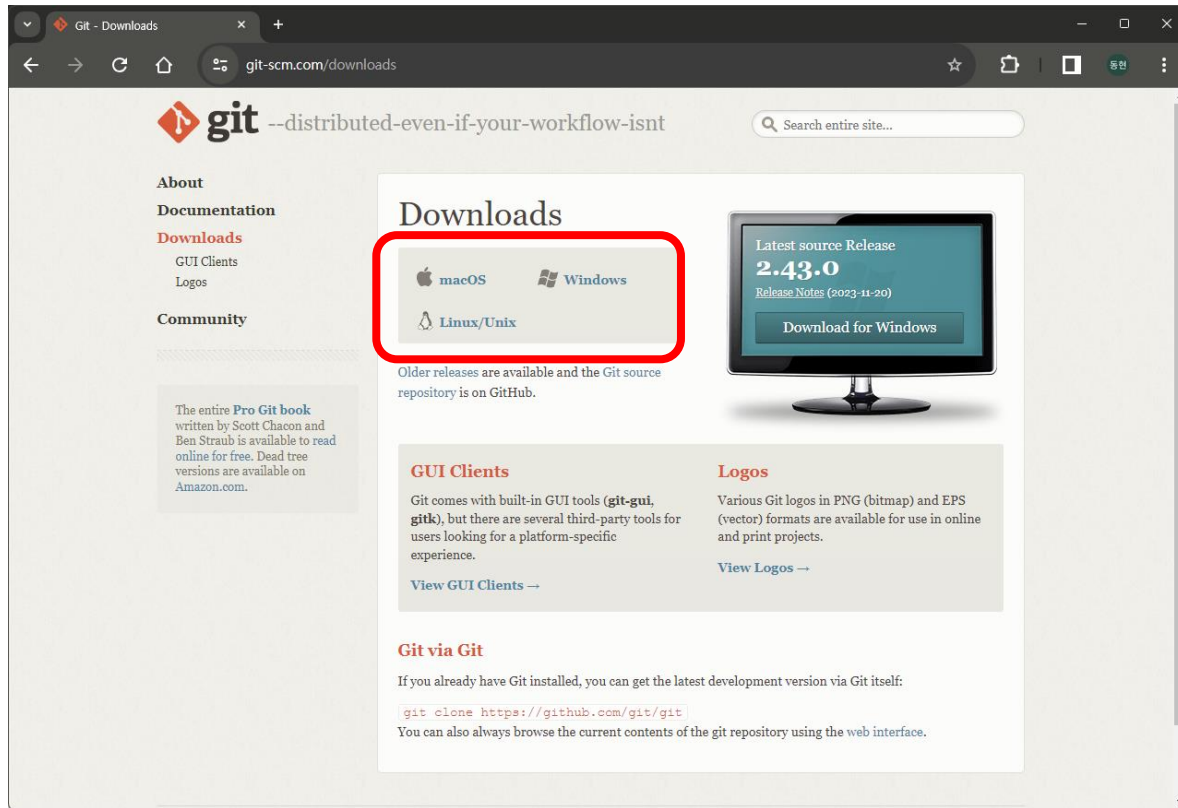 Git - Downloads
git-scm.com/downloads
동현
git --distributed-even-if-your-workflow-isnt
Search entire site...
About
Documentation
Downloads
GUI Clients
Logos
Community
The entire Pro Git book
written by Scott Chacon and
Ben Straub is available to read
online for free. Dead tree
versions are available on
Amazon.com.
Downloads
macOS
Windows
Linux/Unix
Older releases are available and the Git source
repository is on GitHub.
Latest source Release
2.43.0
Release Notes (2023-11-20)
Download for Windows
GUI Clients
Git comes with built-in GUI tools (git-gui,
gitk), but there are several third-party tools for
users looking for a platform-specific
experience.
View GUI Clients →
Logos
Various Git logos in PNG (bitmap) and EPS
(vector) formats are available for use in online
and print projects.
View Logos →
Git via Git
If you already have Git installed, you can get the latest development version via Git itself:
git clone https://github.com/git/git
You can also always browse the current contents of the git repository using the web interface.